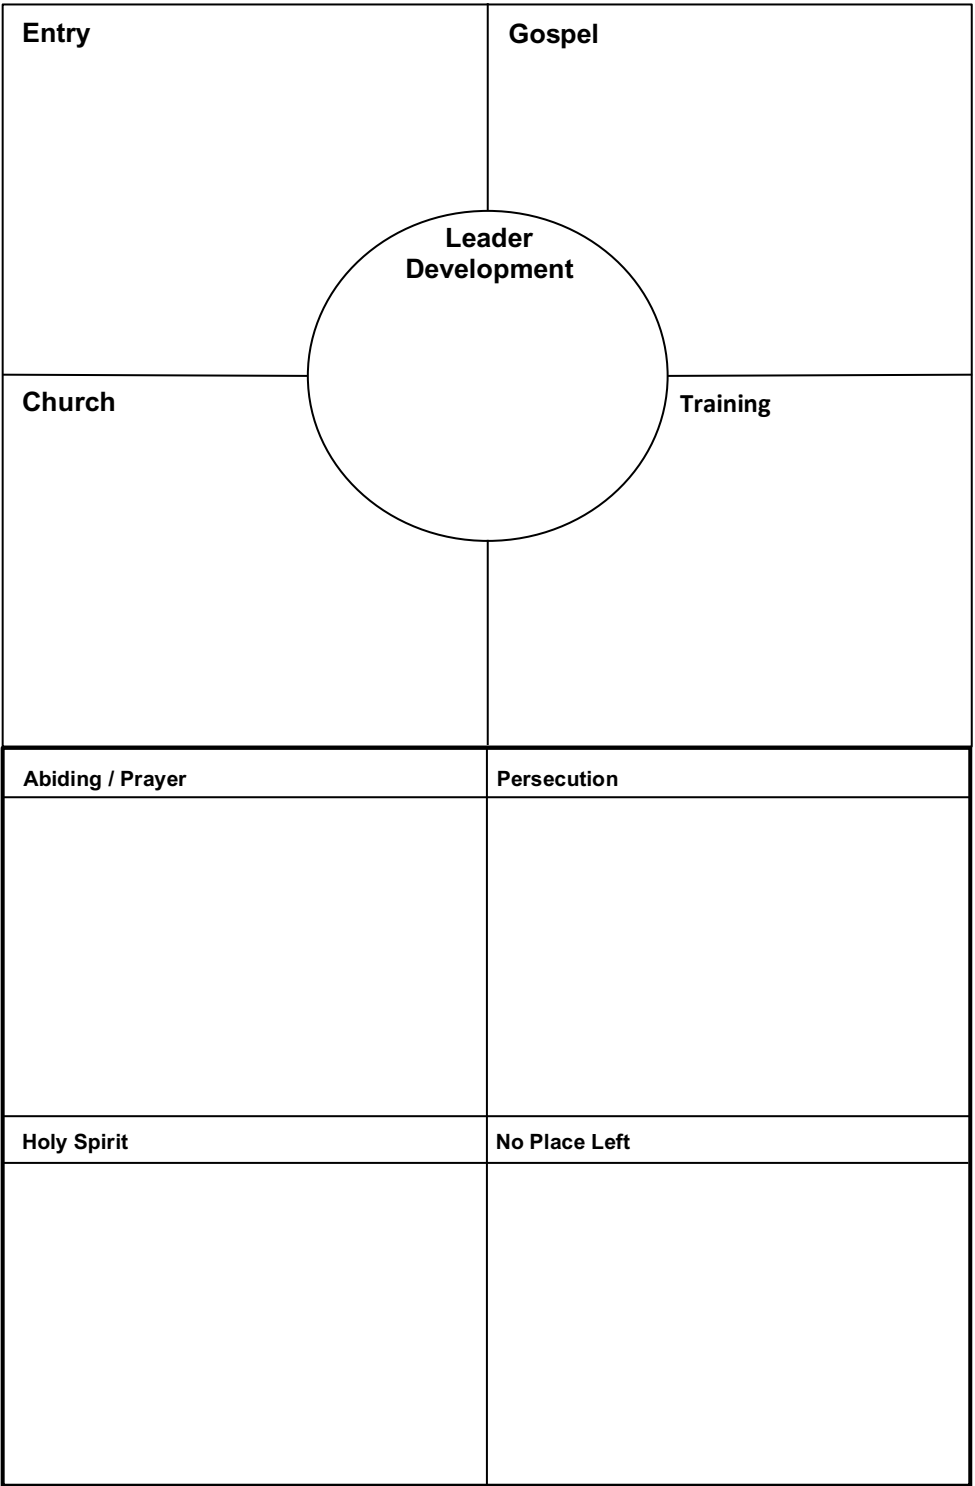 Entry
Gospel
Leader
Development
Church
Training
Abiding / Prayer
Persecution
Holy Spirit
No Place Left